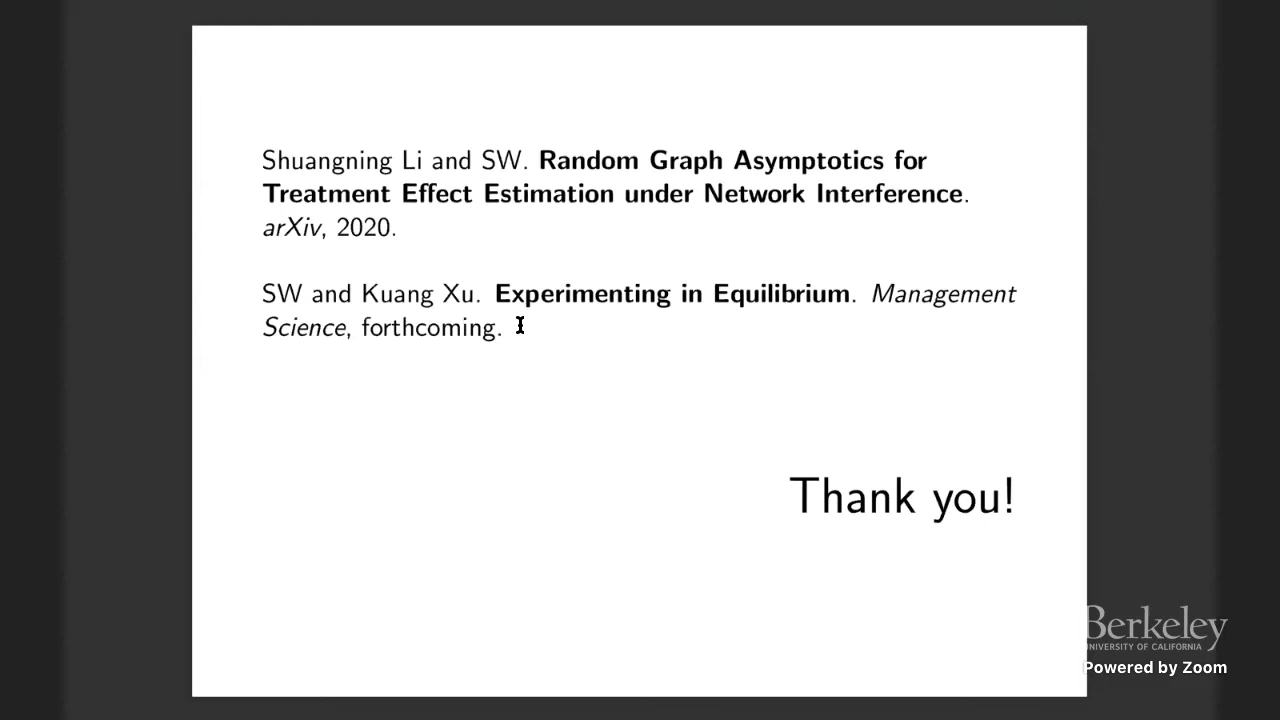 Shuangning Li and SW. Random Graph Asymptotics for
Treatment Effect Estimation under Network Interference.
arXiv, 2020.
SW and Kuang Xu. Experimenting in Equilibrium. Management
Science, forthcoming.
Thank you!
Berkeley
UNIVERSITY OF CALIFORNIA
Powered by Zoom